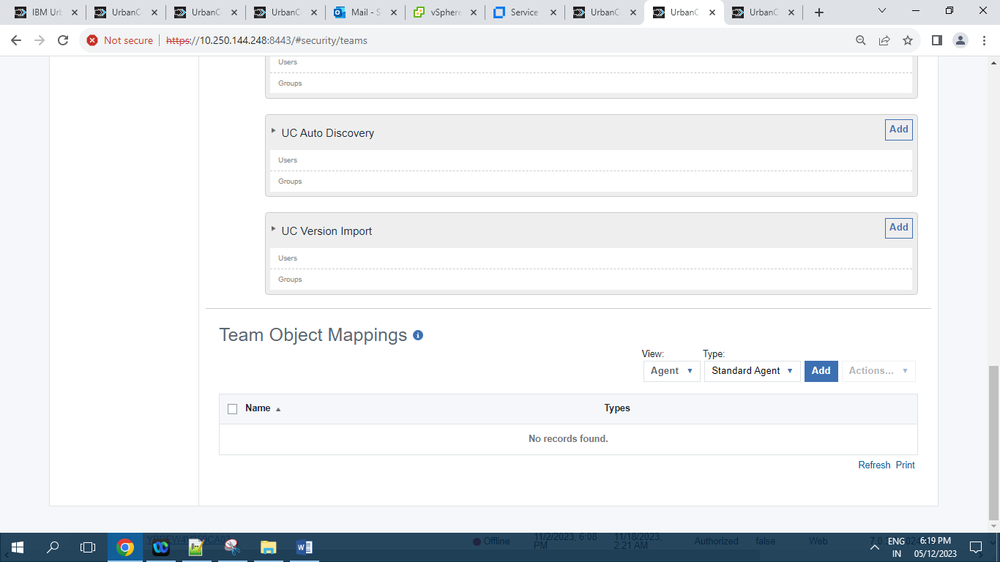 IBM Urb
UrbanC
UrbanC
UrbanC
Mail - S
vSphere
Service
UrbanC
UrbanC
UrbanC
Not secure
https://10.250.144.248:8443/#security/teams
Users
Groups
UC Auto Discovery
Add
Users
Groups
UC Version Import
Add
Users
Groups
Team Object Mappings
View:
Type:
Agent
Standard Agent
Add
Actions...
Name
Types
No records found.
Refresh Print
Offline
11/2/2023, 6:08 PM
11/18/2023, 2:21 AM
Authorized
false
Web
ENG
IN
6:19 PM
05/12/2023